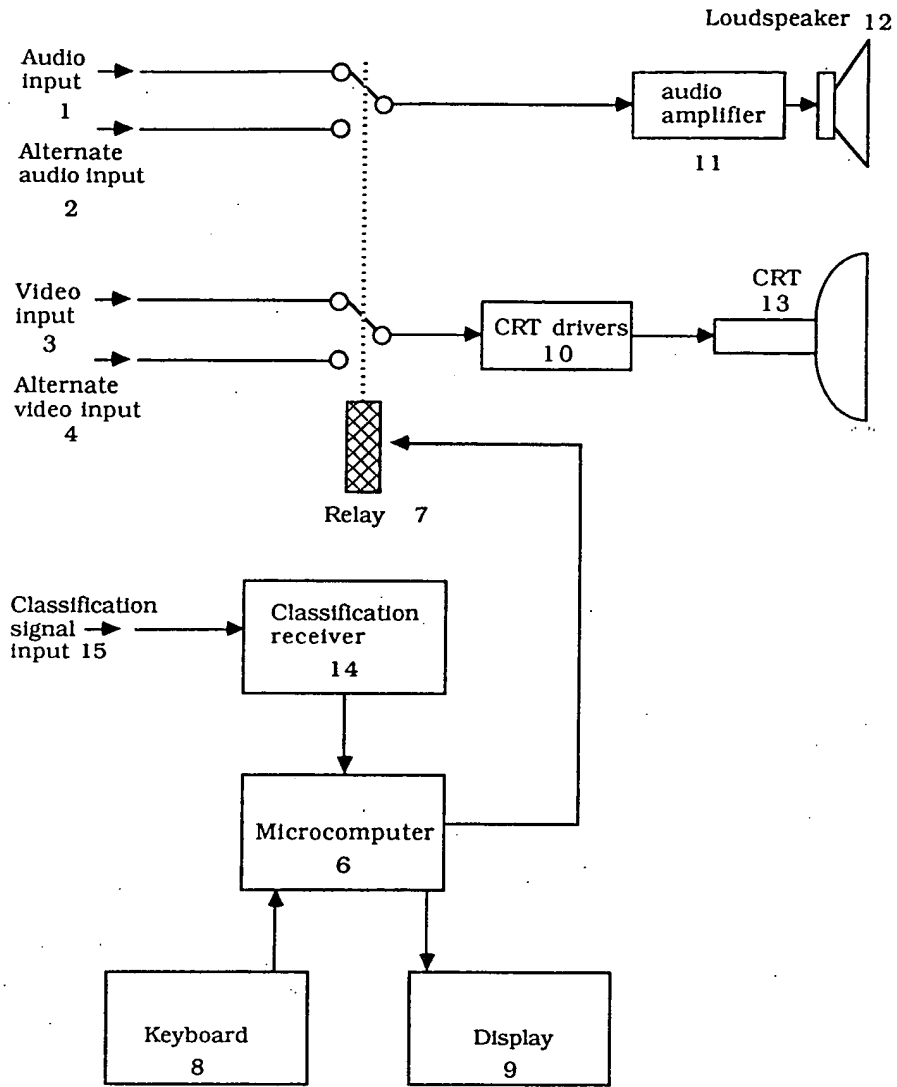 Loudspeaker 12
Audio
input
1
audio
amplifier
11
Alternate
audio input
2
Video
input
3
CRT
13
CRT drivers
10
Alternate
video input
4
Relay 7
Classification
signal
input 15
Classification
receiver
14
Microcomputer
6
Keyboard
8
Display
9